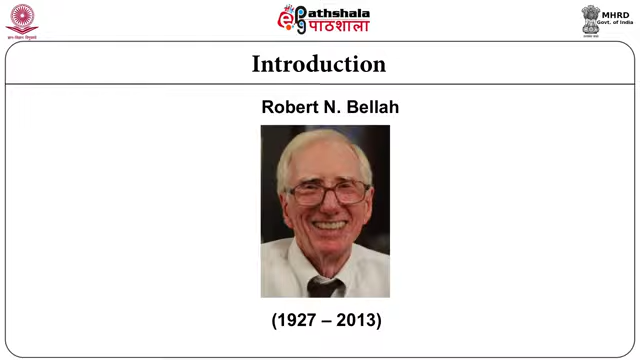 Pathshala
पाठशाला
MHRD
Govt. of India
Introduction
Robert N. Bellah
(1927 – 2013)